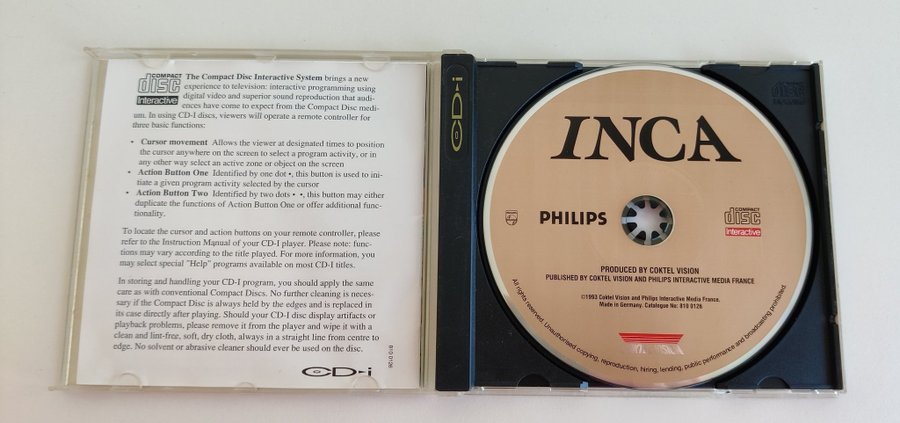 COMPACT
disc
Interactive
The Compact Disc Interactive System brings a new
experience to television: interactive programming using
digital video and superior sound reproduction that audi-
ences have come to expect from the Compact Disc medi-
um. In using CD-I discs, viewers will operate a remote controller for
three basic functions:
• Cursor movement Allows the viewer at designated times to position
the cursor anywhere on the screen to select a program activity, or in
any other way select an active zone or object on the screen
• Action Button One Identified by one dot •, this button is used to ini-
tiate a given program activity selected by the cursor
• Action Button Two Identified by two dots • •, this button may either
duplicate the functions of Action Button One or offer additional func-
tionality.
To locate the cursor and action buttons on your remote controller, please
refer to the Instruction Manual of your CD-I player. Please note: func-
tions may vary according to the title played. For more information, you
may select special "Help" programs available on most CD-I titles.
In storing and handling your CD-I program, you should apply the same
care as with conventional Compact Discs. No further cleaning is neces-
sary if the Compact Disc is always held by the edges and is replaced in
its case directly after playing. Should your CD-I disc display artifacts or
playback problems, please remove it from the player and wipe it with a
clean and lint-free, soft, dry cloth, always in a straight line from centre to
edge. No solvent or abrasive cleaner should ever be used on the disc.
810 0126
CD-i
CD-i
INCA
PHILIPS
COMPACT
disc
Interactive
PRODUCED BY COKTEL VISION
PUBLISHED BY COKTEL VISION AND PHILIPS INTERACTIVE MEDIA FRANCE
©1993 Coktel Vision and Philips Interactive Media France.
Made in Germany. Catalogue No: 810 0126
All rights reserved. Unauthorised copying, reproduction, hiring, lending, public performance and broadcasting prohibited.